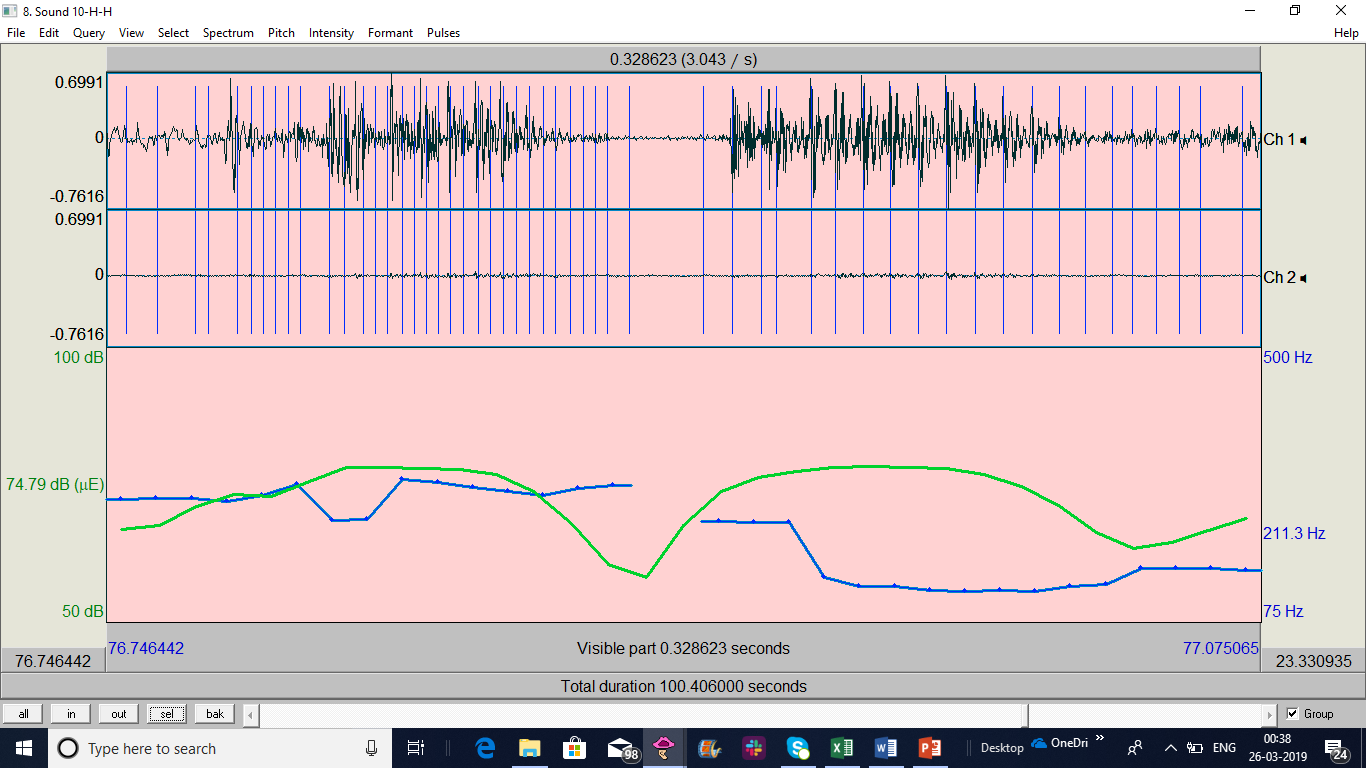 8. Sound 10-H-H
File Edit Query View Select Spectrum Pitch Intensity Formant Pulses Help
0.328623 (3.043 / s)
0.6991
0
-0.7616
Ch 1
0.6991
0
-0.7616
Ch 2
100 dB
500 Hz
74.79 dB (µE)
211.3 Hz
50 dB
75 Hz
76.746442
76.746442
Visible part 0.328623 seconds
77.075065
23.330935
Total duration 100.406000 seconds
all in out sel bak
Group
Type here to search
98
Desktop
OneDri
»
ENG
00:38
26-03-2019
24